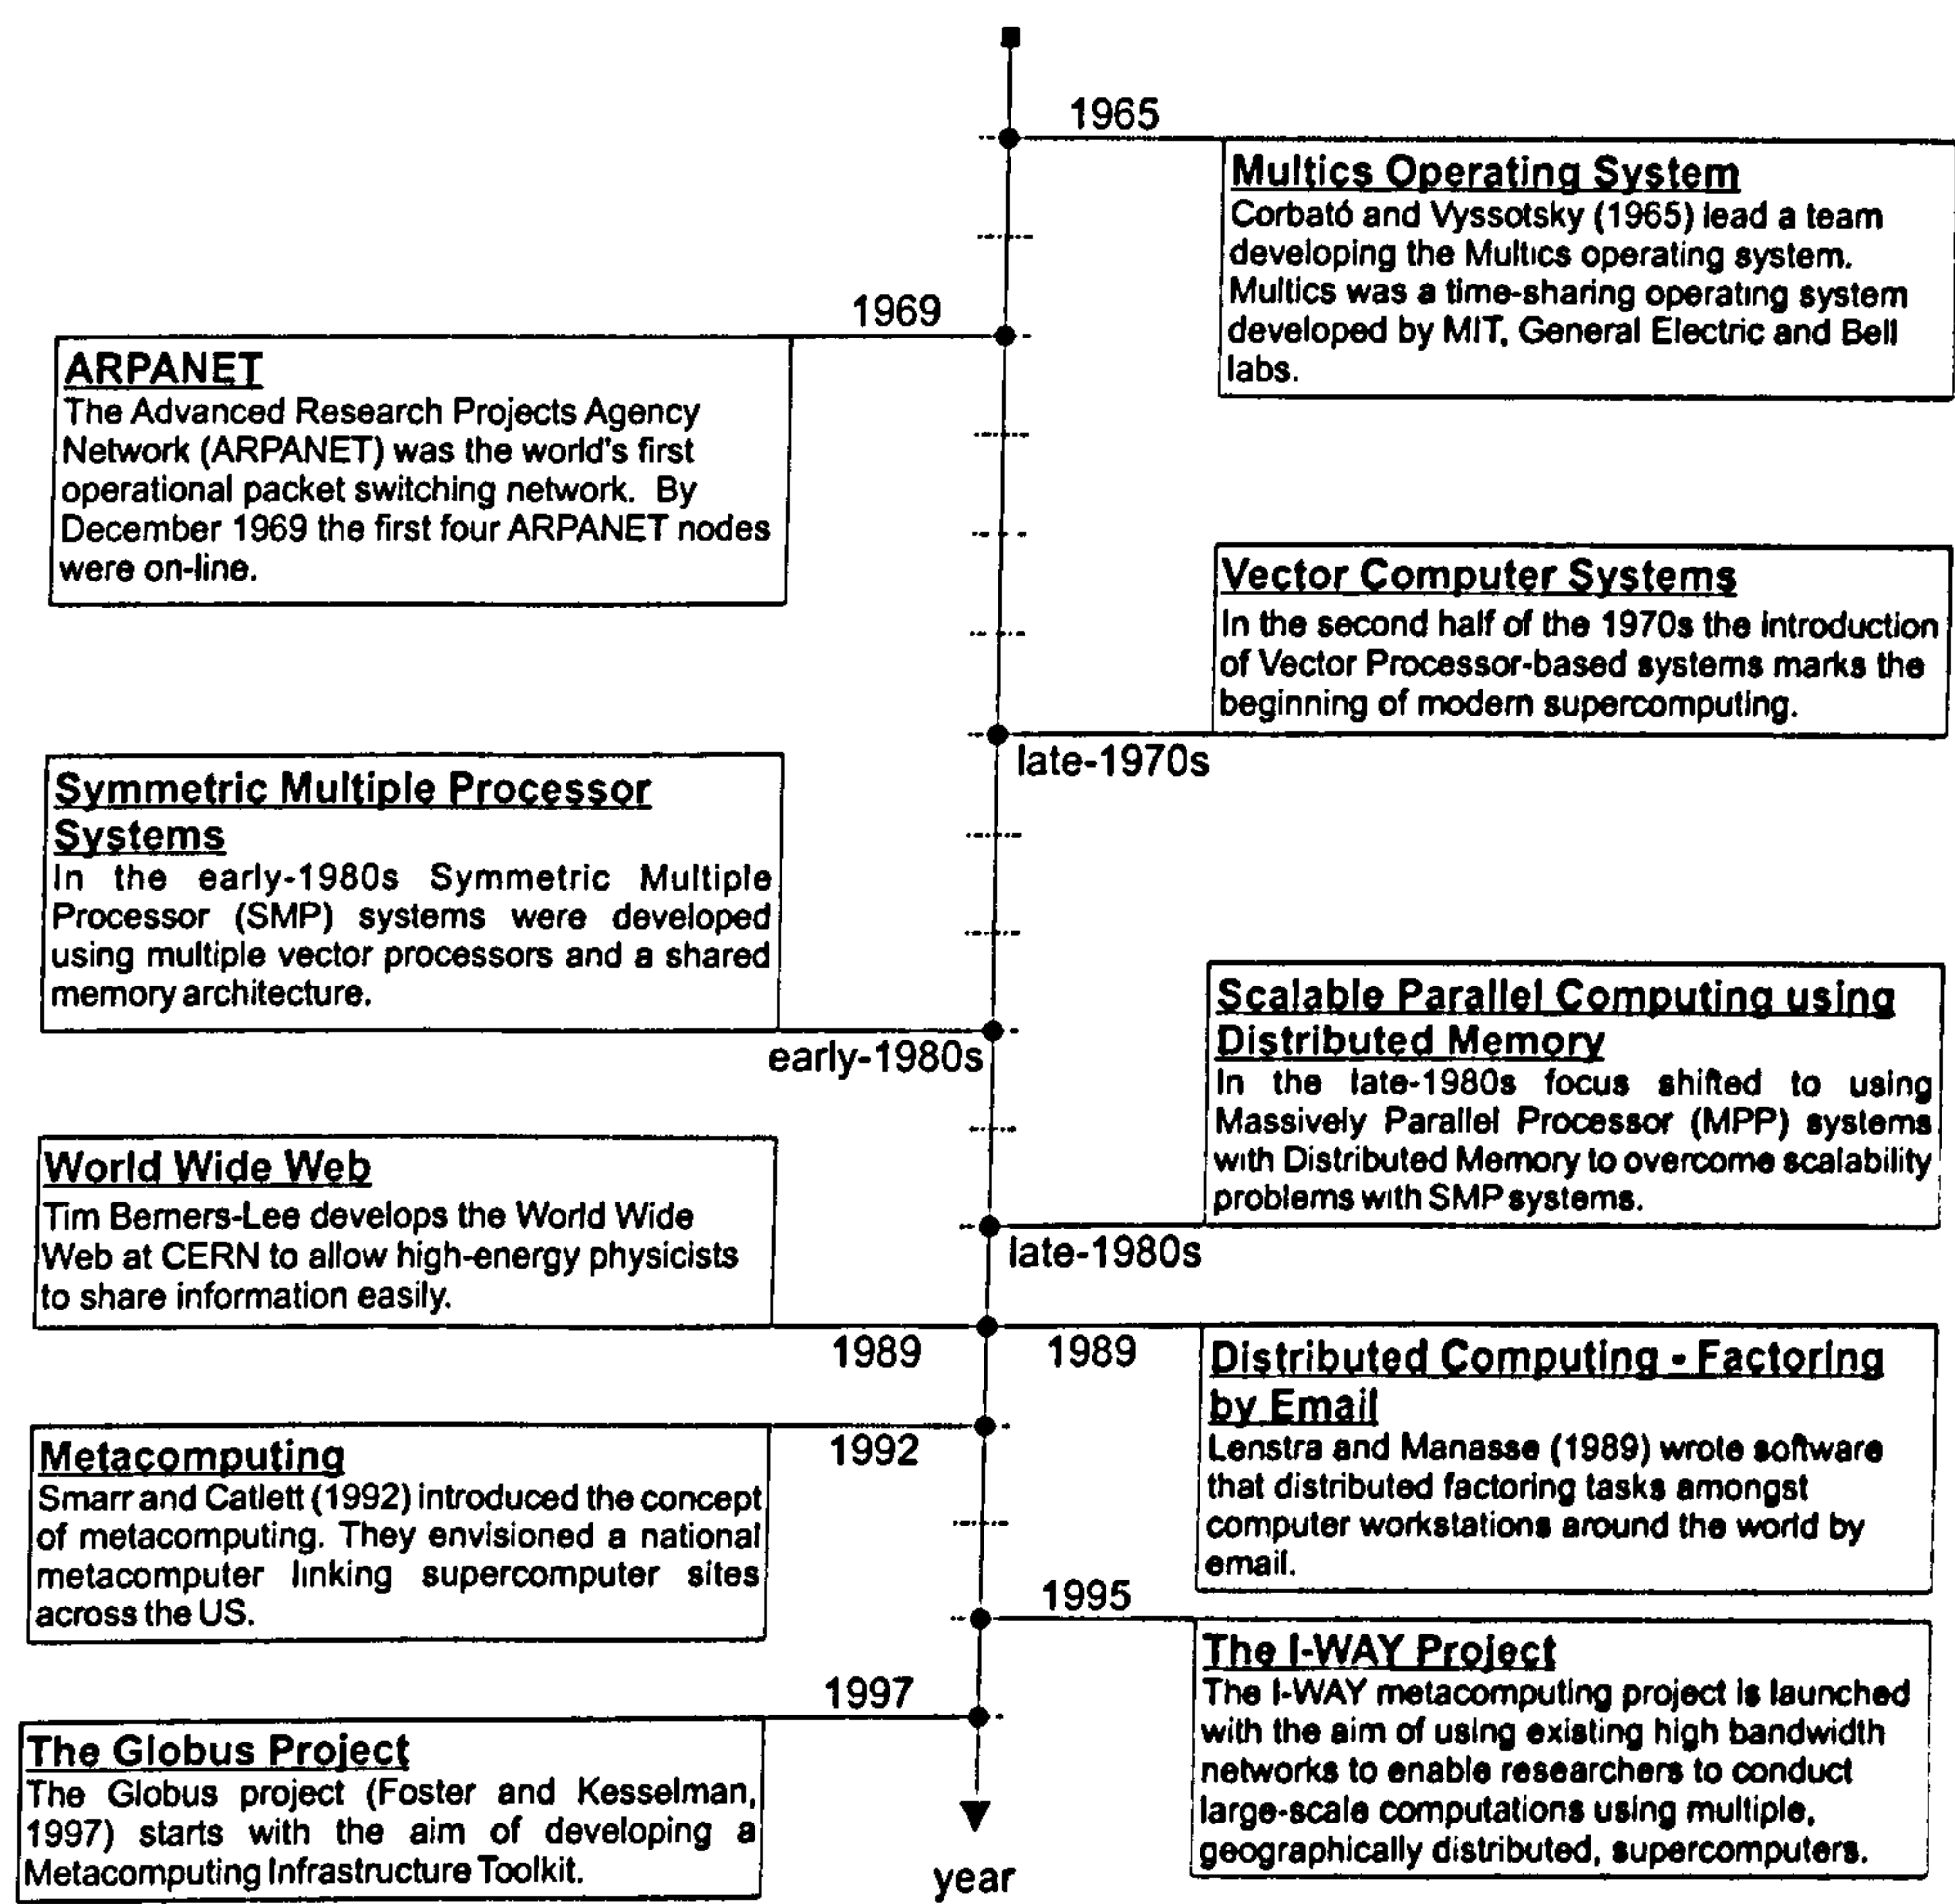 1965
Multics Operating System
Corbató and Vyssotsky (1965) lead a team
developing the Multics operating system.
Multics was a time-sharing operating system
developed by MIT, General Electric and Bell
labs.
1969
ARPANET
The Advanced Research Projects Agency
Network (ARPANET) was the world's first
operational packet switching network. By
December 1969 the first four ARPANET nodes
were on-line.
Vector Computer Systems
In the second half of the 1970s the introduction
of Vector Processor-based systems marks the
beginning of modern supercomputing.
late-1970s
Symmetric Multiple Processor
Systems
In the early-1980s Symmetric Multiple
Processor (SMP) systems were developed
using multiple vector processors and a shared
memory architecture.
early-1980s
Scalable Parallel Computing using
Distributed Memory
In the late-1980s focus shifted to using
Massively Parallel Processor (MPP) systems
with Distributed Memory to overcome scalability
problems with SMP systems.
late-1980s
World Wide Web
Tim Berners-Lee develops the World Wide
Web at CERN to allow high-energy physicists
to share information easily.
1989
1989
Distributed Computing - Factoring
by Email
Lenstra and Manasse (1989) wrote software
that distributed factoring tasks amongst
computer workstations around the world by
email.
1992
Metacomputing
Smarr and Catlett (1992) introduced the concept
of metacomputing. They envisioned a national
metacomputer linking supercomputer sites
across the US.
1995
The I-WAY Project
The I-WAY metacomputing project is launched
with the aim of using existing high bandwidth
networks to enable researchers to conduct
large-scale computations using multiple,
geographically distributed, supercomputers.
1997
The Globus Project
The Globus project (Foster and Kesselman,
1997) starts with the aim of developing a
Metacomputing Infrastructure Toolkit.
year